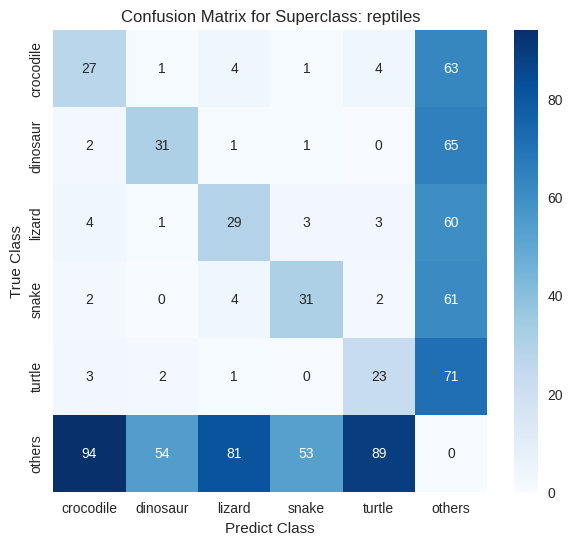 Confusion Matrix for Superclass: reptiles
True Class
crocodile 27 1 4 1 4 63
dinosaur 2 31 1 1 0 65
lizard 4 1 29 3 3 60
snake 2 0 4 31 2 61
turtle 3 2 1 0 23 71
others 94 54 81 53 89 0
crocodile dinosaur lizard snake turtle others
Predict Class
80
60
40
20
0